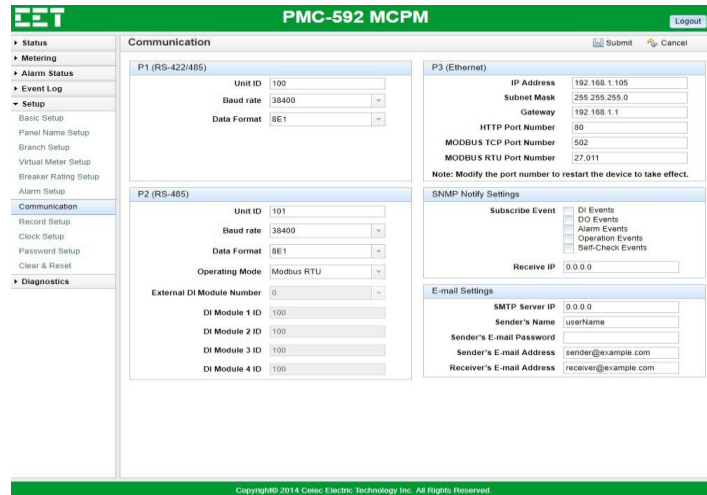 CET
PMC-592 MCPM
Logout
Status
Metering
Alarm Status
Event Log
Setup
Basic Setup
Panel Name Setup
Branch Setup
Virtual Meter Setup
Breaker Rating Setup
Alarm Setup
Communication
Record Setup
Clock Setup
Password Setup
Clear & Reset
Diagnostics
Communication
Submit Cancel
P1 (RS-422/485)
Unit ID 100
Baud rate 38400
Data Format 8E1
P2 (RS-485)
Unit ID 101
Baud rate 38400
Data Format 8E1
Operating Mode Modbus RTU
External DI Module Number 0
DI Module 1 ID 100
DI Module 2 ID 100
DI Module 3 ID 100
DI Module 4 ID 100
P3 (Ethernet)
IP Address 192.168.1.105
Subnet Mask 255.255.255.0
Gateway 192.168.1.1
HTTP Port Number 80
MODBUS TCP Port Number 502
MODBUS RTU Port Number 27,011
Note: Modify the port number to restart the device to take effect.
SNMP Notify Settings
Subscribe Event DI Events
DO Events
Alarm Events
Operation Events
Self-Check Events
Receive IP 0.0.0.0
E-mail Settings
SMTP Server IP 0.0.0.0
Sender's Name userName
Sender's E-mail Password
Sender's E-mail Address sender@example.com
Receiver's E-mail Address receiver@example.com
Copyright© 2014 Ceiec Electric Technology Inc. All Rights Reserved.